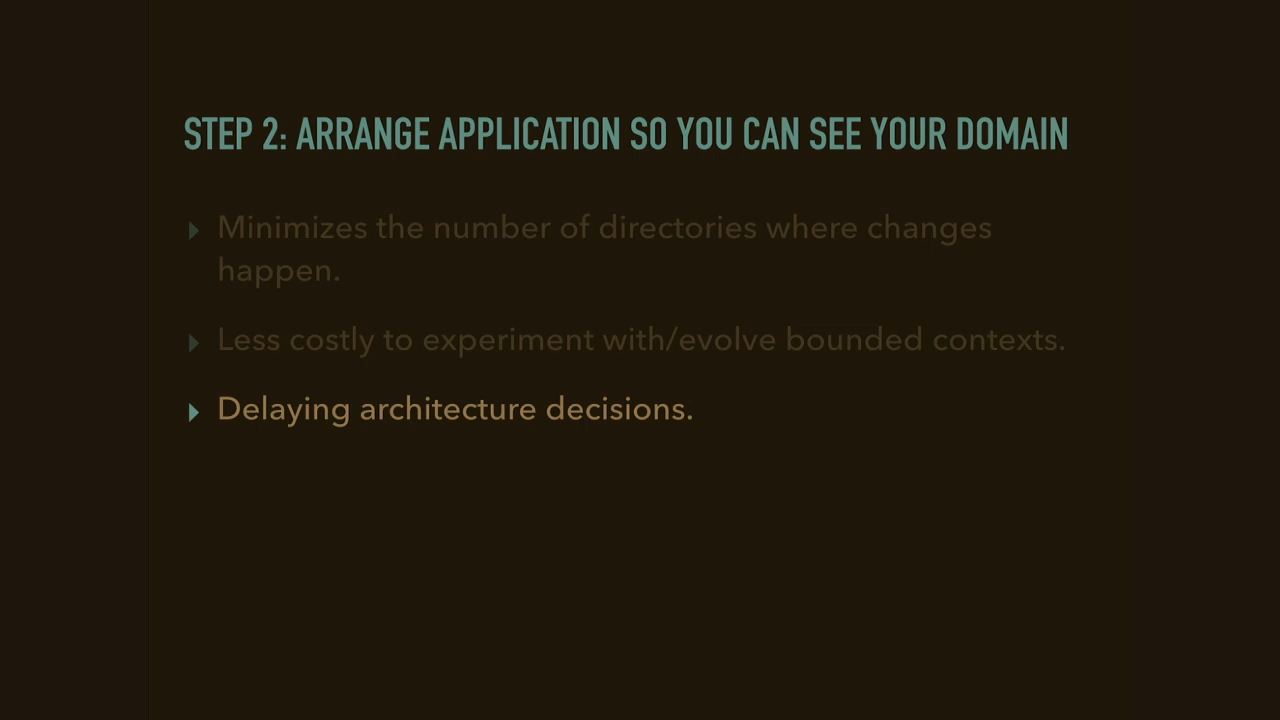 STEP 2: ARRANGE APPLICATION SO YOU CAN SEE YOUR DOMAIN
Minimizes the number of directories where changes
happen.
Less costly to experiment with/evolve bounded contexts.
Delaying architecture decisions.